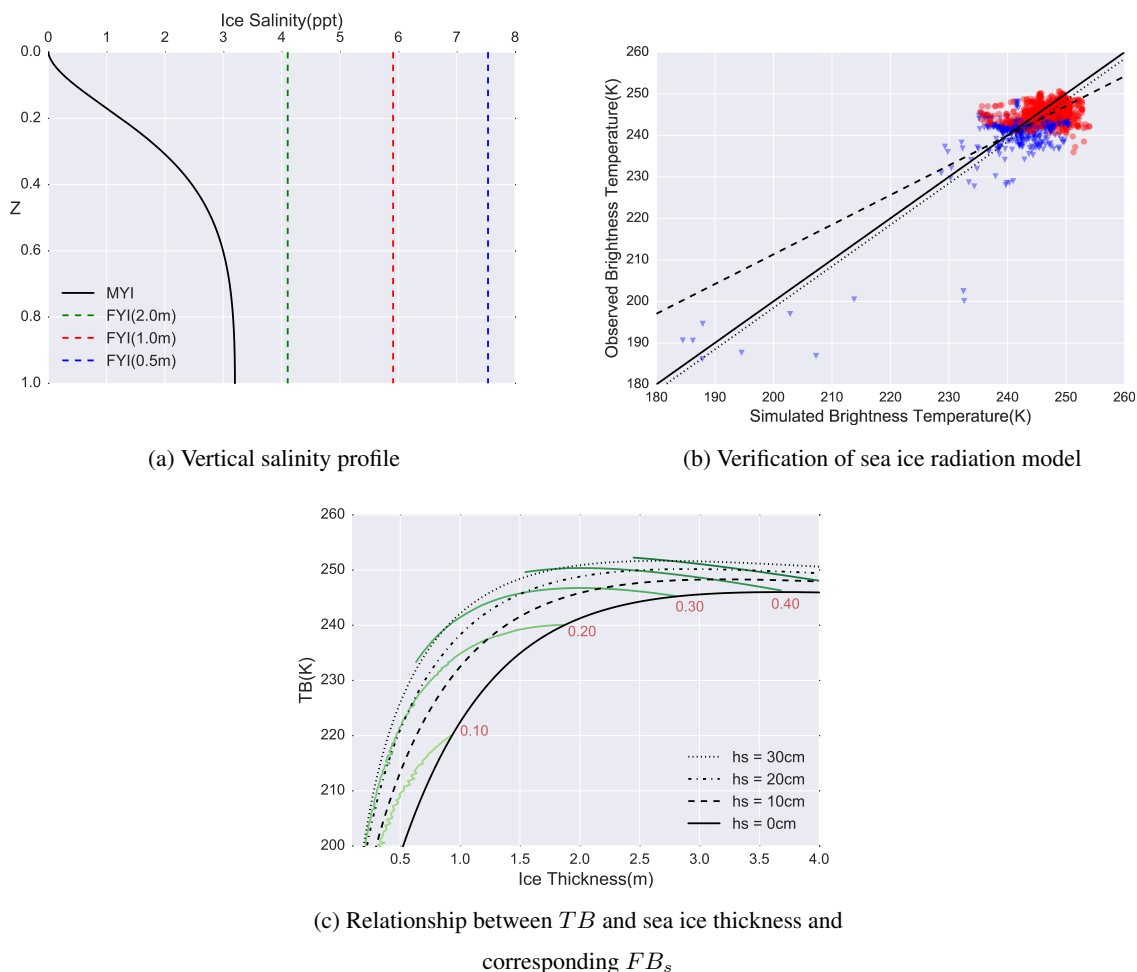 Ice Salinity(ppt)
0 1 2 3 4 5 6 7 8
0.0
0.2
0.4
Z
0.6
0.8
1.0
MYI
FYI(2.0m)
FYI(1.0m)
FYI(0.5m)
(a) Vertical salinity profile
260
250
240
230
220
210
200
190
180
Observed Brightness Temperature(K)
180 190 200 210 220 230 240 250 260
Simulated Brightness Temperature(K)
(b) Verification of sea ice radiation model
260
250
240
230
220
210
200
TB(K)
0.10
0.20
0.30
0.40
hs = 30cm
hs = 20cm
hs = 10cm
hs = 0cm
0.5 1.0 1.5 2.0 2.5 3.0 3.5 4.0
Ice Thickness(m)
(c) Relationship between TB and sea ice thickness and
corresponding FBs